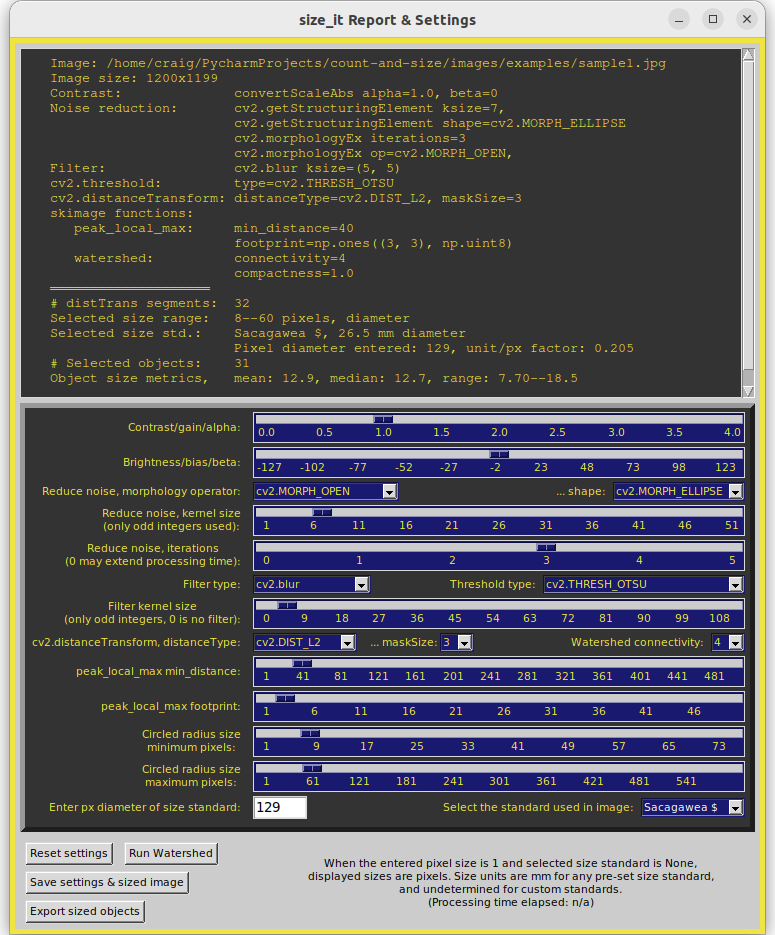 size_it Report & Settings
Image: /home/craig/PycharmProjects/count-and-size/images/examples/sample1.jpg
Image size: 1200x1199
Contrast: convertScaleAbs alpha=1.0, beta=0
Noise reduction: cv2.getStructuringElement ksize=7,
cv2.getStructuringElement shape=cv2.MORPH_ELLIPSE
cv2.morphologyEx iterations=3
cv2.morphologyEx op=cv2.MORPH_OPEN,
Filter: cv2.blur ksize=(5, 5)
cv2.threshold: type=cv2.THRESH_OTSU
cv2.distanceTransform: distanceType=cv2.DIST_L2, maskSize=3
skimage functions:
peak_local_max: min_distance=40
footprint=np.ones((3, 3), np.uint8)
watershed: connectivity=4
compactness=1.0
# distTrans segments: 32
Selected size range: 8--60 pixels, diameter
Selected size std.: Sacagawea $, 26.5 mm diameter
Pixel diameter entered: 129, unit/px factor: 0.205
# Selected objects: 31
Object size metrics, mean: 12.9, median: 12.7, range: 7.70--18.5
Contrast/gain/alpha:
0.0 0.5 1.0 1.5 2.0 2.5 3.0 3.5 4.0
Brightness/bias/beta:
-127 -102 -77 -52 -27 -2 23 48 73 98 123
Reduce noise, morphology operator: cv2.MORPH_OPEN ... shape: cv2.MORPH_ELLIPSE
Reduce noise, kernel size
(only odd integers used):
1 6 11 16 21 26 31 36 41 46 51
Reduce noise, iterations
(0 may extend processing time):
0 1 2 3 4 5
Filter type: cv2.blur Threshold type: cv2.THRESH_OTSU
Filter kernel size
(only odd integers, 0 is no filter):
0 9 18 27 36 45 54 63 72 81 90 99 108
cv2.distanceTransform, distanceType: cv2.DIST_L2 ... maskSize: 3 Watershed connectivity: 4
peak_local_max min_distance:
1 41 81 121 161 201 241 281 321 361 401 441 481
peak_local_max footprint:
1 6 11 16 21 26 31 36 41 46
Circled radius size
minimum pixels:
1 9 17 25 33 41 49 57 65 73
Circled radius size
maximum pixels:
1 61 121 181 241 301 361 421 481 541
Enter px diameter of size standard: 129 Select the standard used in image: Sacagawea $
Reset settings Run Watershed
Save settings & sized image
Export sized objects
When the entered pixel size is 1 and selected size standard is None,
displayed sizes are pixels. Size units are mm for any pre-set size standard,
and undetermined for custom standards.
(Processing time elapsed: n/a)